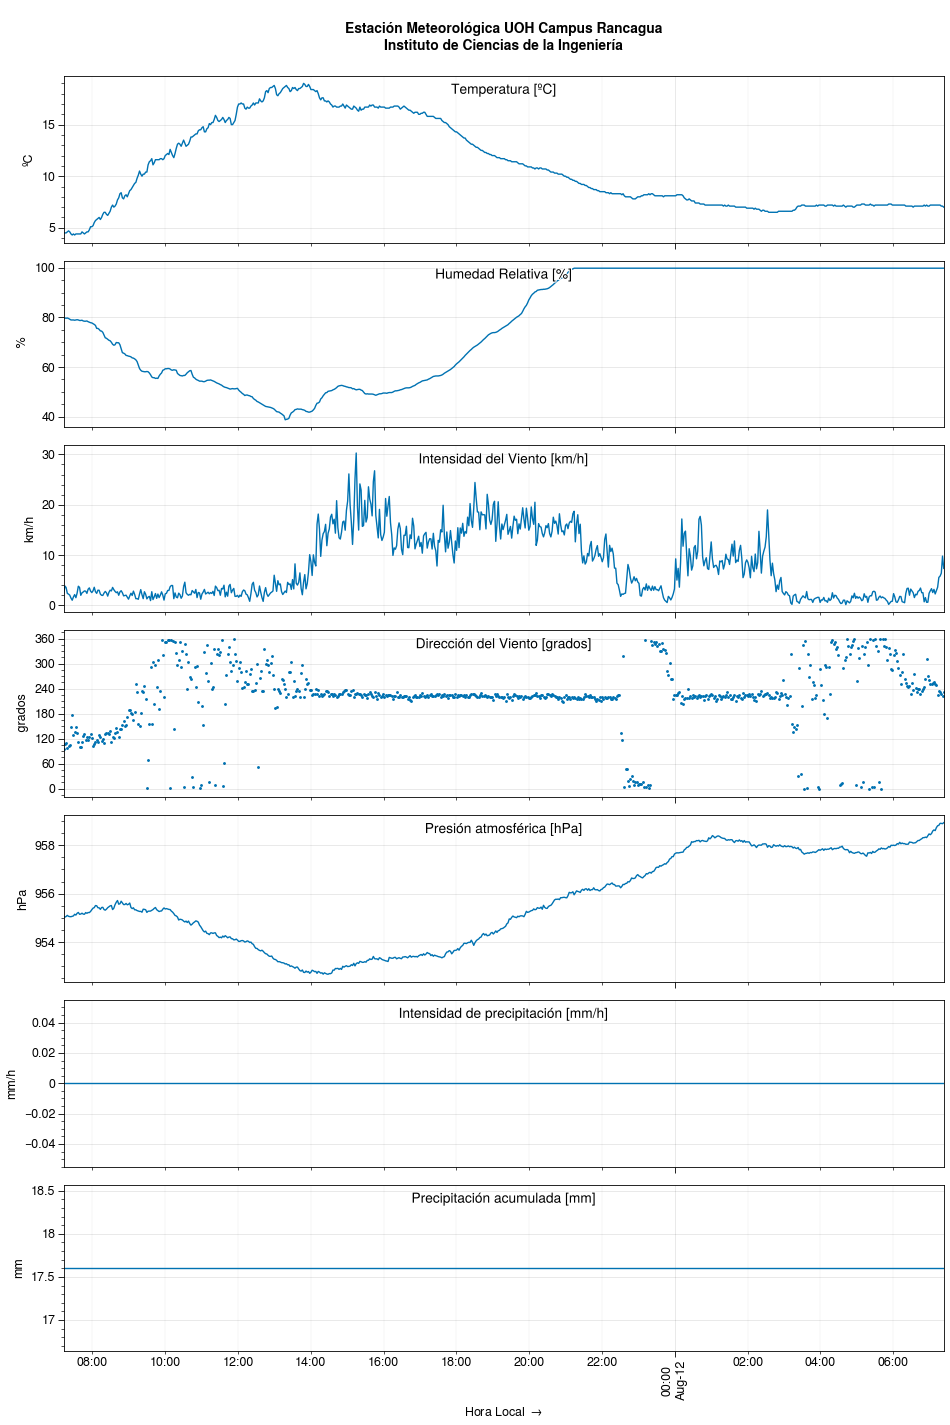 Estación Meteorológica UOH Campus Rancagua
Instituto de Ciencias de la Ingeniería
Temperatura [ºC]
ºC
15
10
5
Humedad Relativa [%]
%
100
80
60
40
Intensidad del Viento [km/h]
km/h
30
20
10
0
Dirección del Viento [grados]
grados
360
300
240
180
120
60
0
Presión atmosférica [hPa]
hPa
958
956
954
Intensidad de precipitación [mm/h]
mm/h
0.04
0.02
0
−0.02
−0.04
Precipitación acumulada [mm]
mm
18.5
18
17.5
17
08:00 10:00 12:00 14:00 16:00 18:00 20:00 22:00 00:00 02:00 04:00 06:00
Aug-12
Hora Local →